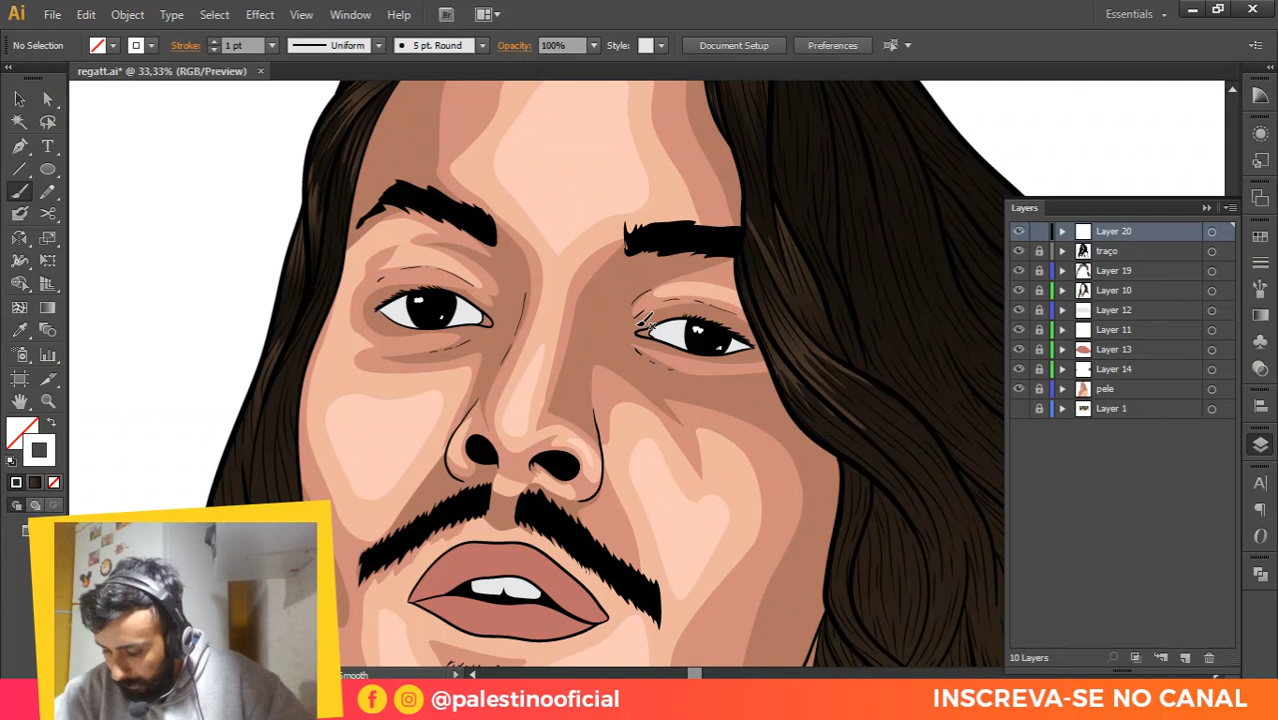 Ai File Edit Object Type Select Effect View Window Help Br Essentials
No Selection Stroke: 1 pt Uniform 5 pt. Round Opacity: 100% Style: Document Setup Preferences
regatt.ai* @ 33,33% (RGB/Preview)
Layers
Layer 20
traço
Layer 19
Layer 10
Layer 12
Layer 11
Layer 13
Layer 14
pele
Layer 1
10 Layers
Smooth
@palestinooficial
INSCREVA-SE NO CANAL